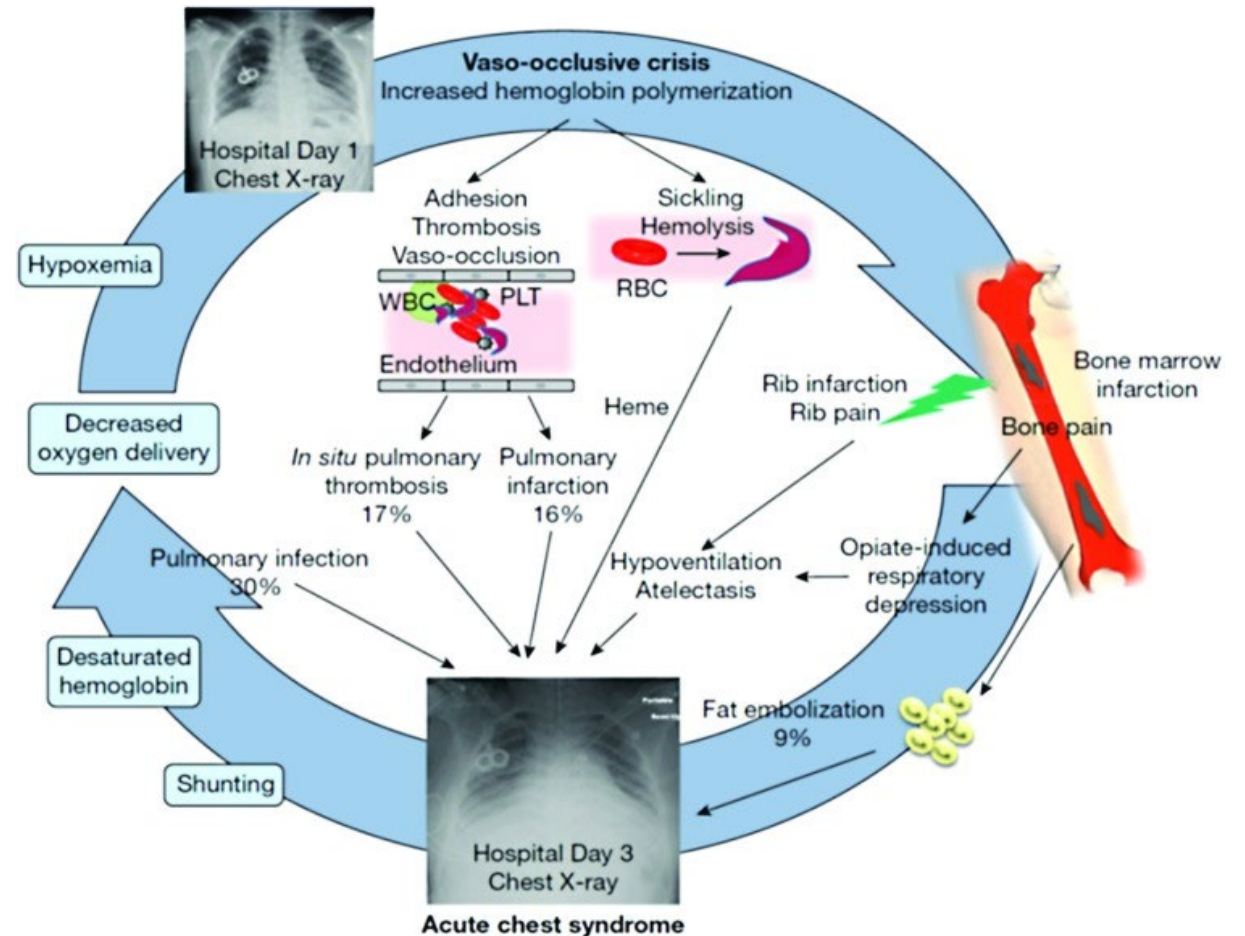 Vaso-occlusive crisis
Increased hemoglobin polymerization
Hospital Day 1
Chest X-ray
Adhesion
Thrombosis
Vaso-occlusion
Sickling
Hemolysis
WBC
PLT
RBC
Endothelium
Hypoxemia
Bone marrow
infarction
Rib infarction
Rib pain
Bone pain
Heme
Decreased
oxygen delivery
In situ pulmonary
thrombosis
17%
Pulmonary
infarction
16%
Pulmonary infection
30%
Hypoventilation
Atelectasis
Opiate-induced
respiratory
depression
Desaturated
hemoglobin
Fat embolization
9%
Shunting
Hospital Day 3
Chest X-ray
Acute chest syndrome